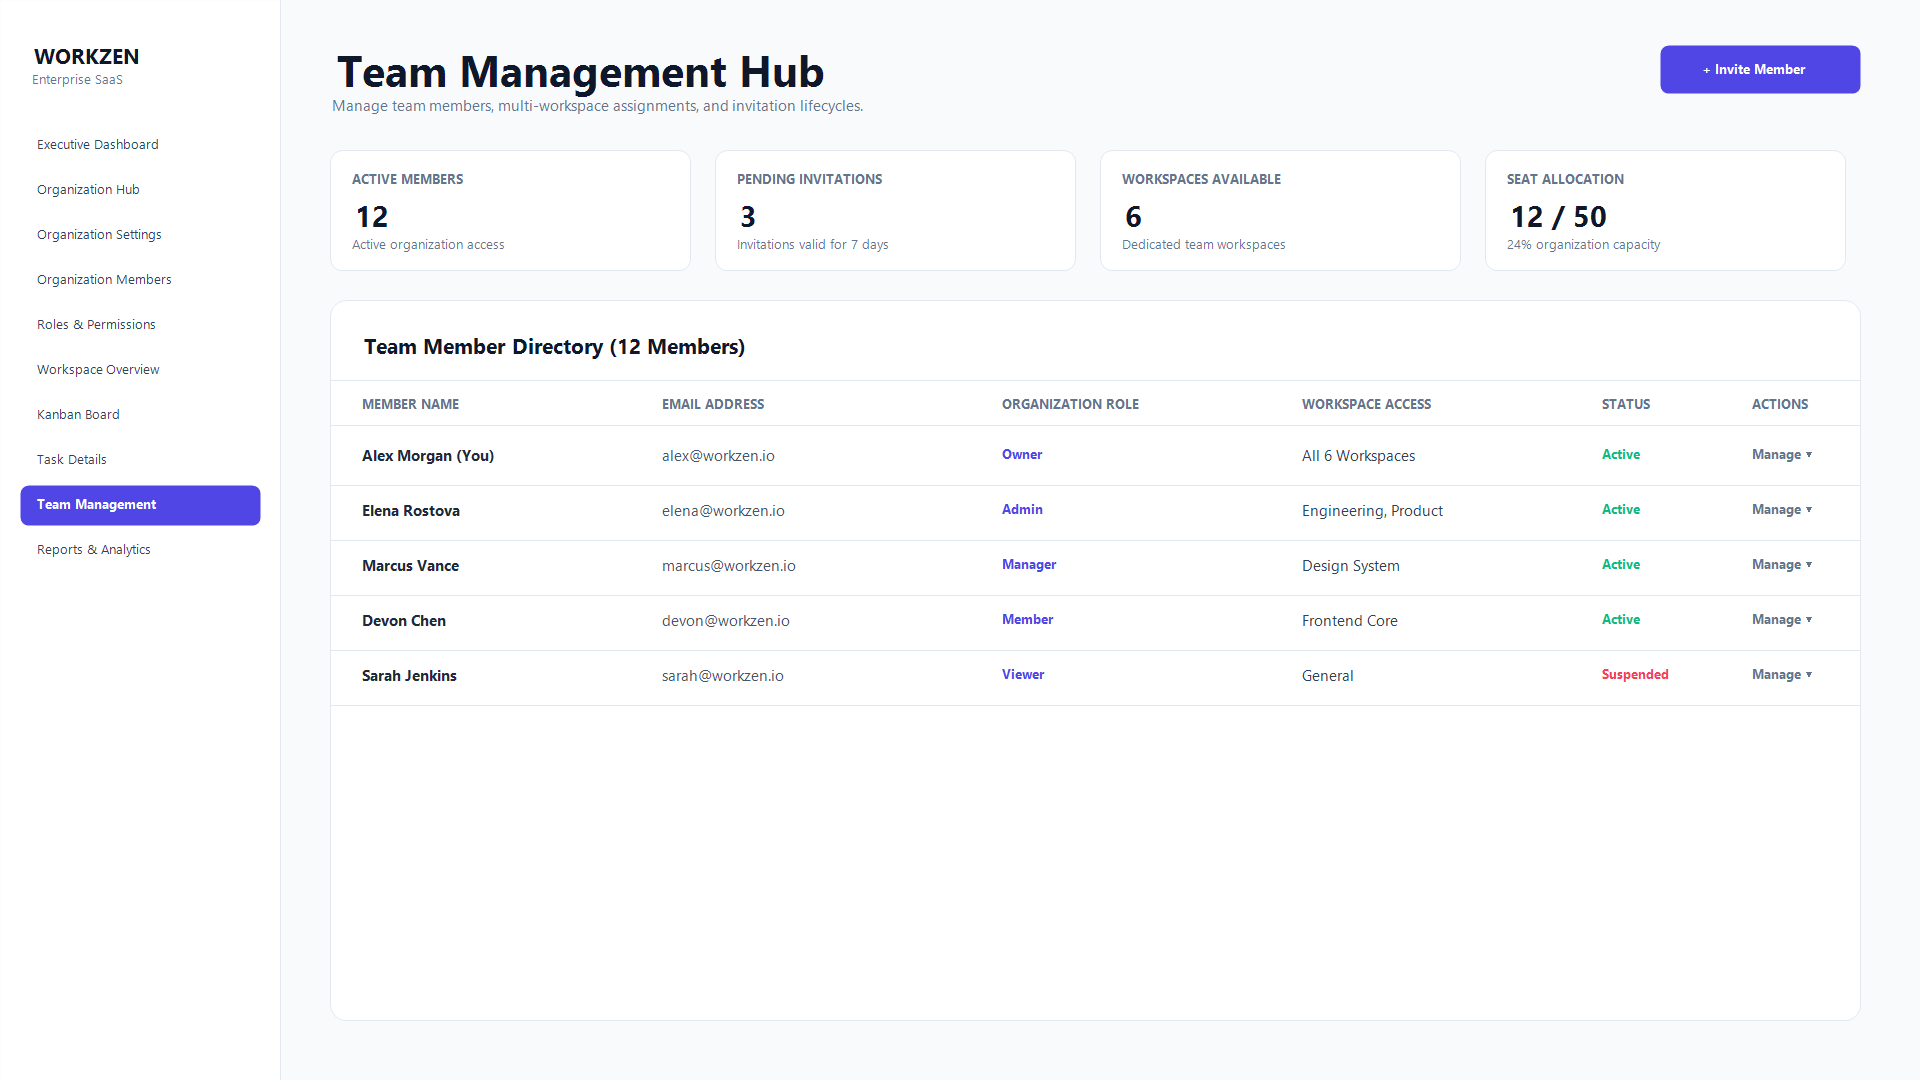 WORKZEN
Enterprise SaaS
Executive Dashboard
Organization Hub
Organization Settings
Organization Members
Roles & Permissions
Workspace Overview
Kanban Board
Task Details
Team Management
Reports & Analytics
Team Management Hub
Manage team members, multi-workspace assignments, and invitation lifecycles.
+ Invite Member
ACTIVE MEMBERS
12
Active organization access
PENDING INVITATIONS
3
Invitations valid for 7 days
WORKSPACES AVAILABLE
6
Dedicated team workspaces
SEAT ALLOCATION
12 / 50
24% organization capacity
Team Member Directory (12 Members)
MEMBER NAME EMAIL ADDRESS ORGANIZATION ROLE WORKSPACE ACCESS STATUS ACTIONS
Alex Morgan (You) alex@workzen.io Owner All 6 Workspaces Active Manage ▾
Elena Rostova elena@workzen.io Admin Engineering, Product Active Manage ▾
Marcus Vance marcus@workzen.io Manager Design System Active Manage ▾
Devon Chen devon@workzen.io Member Frontend Core Active Manage ▾
Sarah Jenkins sarah@workzen.io Viewer General Suspended Manage ▾